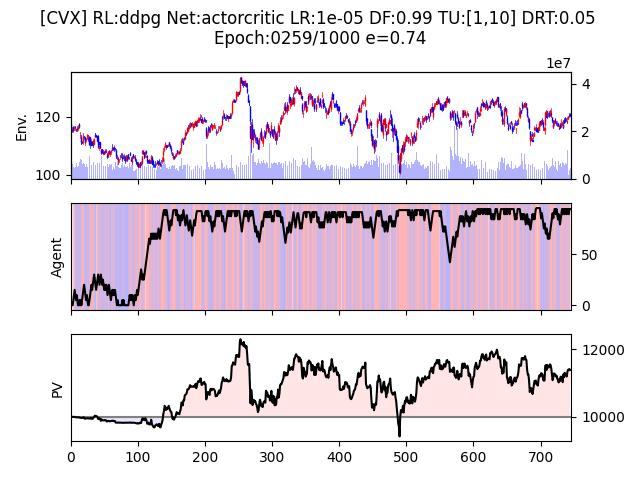 [CVX] RL:ddpg Net:actorcritic LR:1e-05 DF:0.99 TU:[1,10] DRT:0.05
Epoch:0259/1000 e=0.74
1e7
Env.
120
100
4
2
0
Agent
50
0
PV
12000
10000
0 100 200 300 400 500 600 700